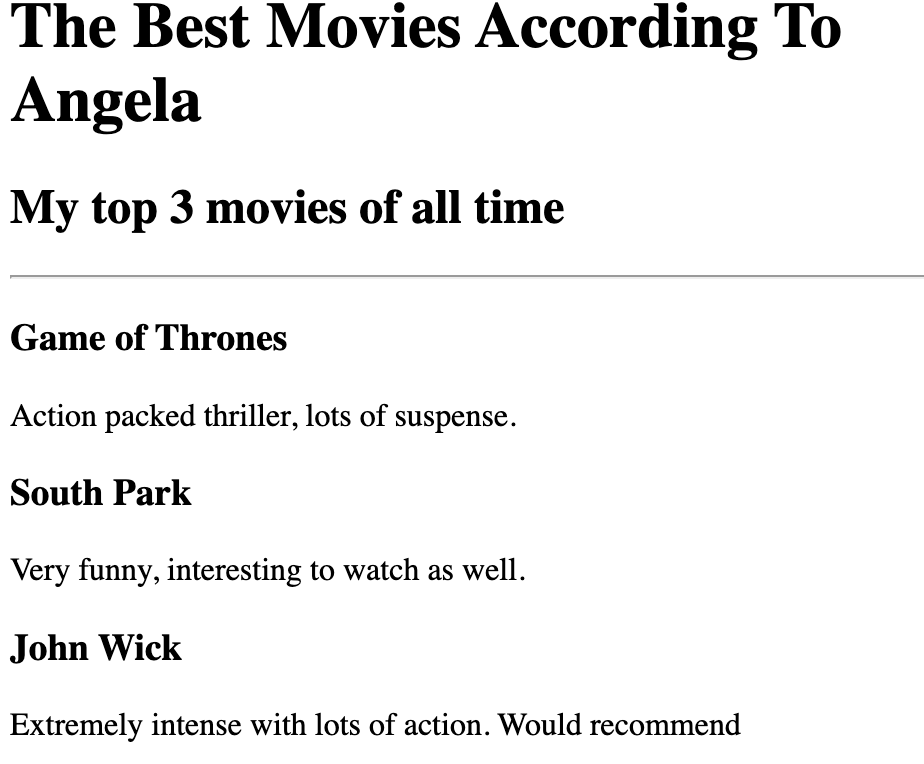 The Best Movies According To
Angela
My top 3 movies of all time
Game of Thrones
Action packed thriller, lots of suspense.
South Park
Very funny, interesting to watch as well.
John Wick
Extremely intense with lots of action. Would recommend